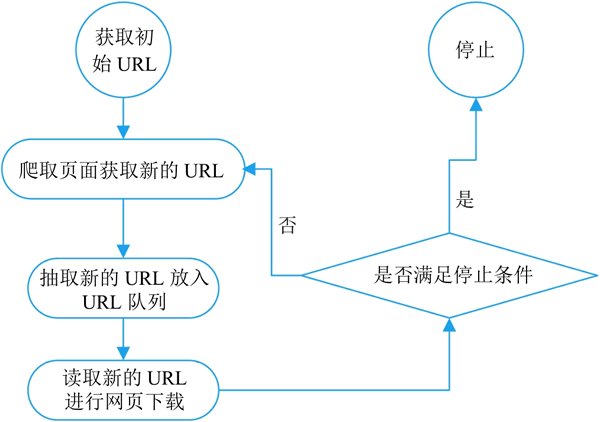 获取初
始 URL
停止
爬取页面获取新的 URL
是
否
是否满足停止条件
抽取新的 URL 放入
URL 队列
读取新的 URL
进行网页下载